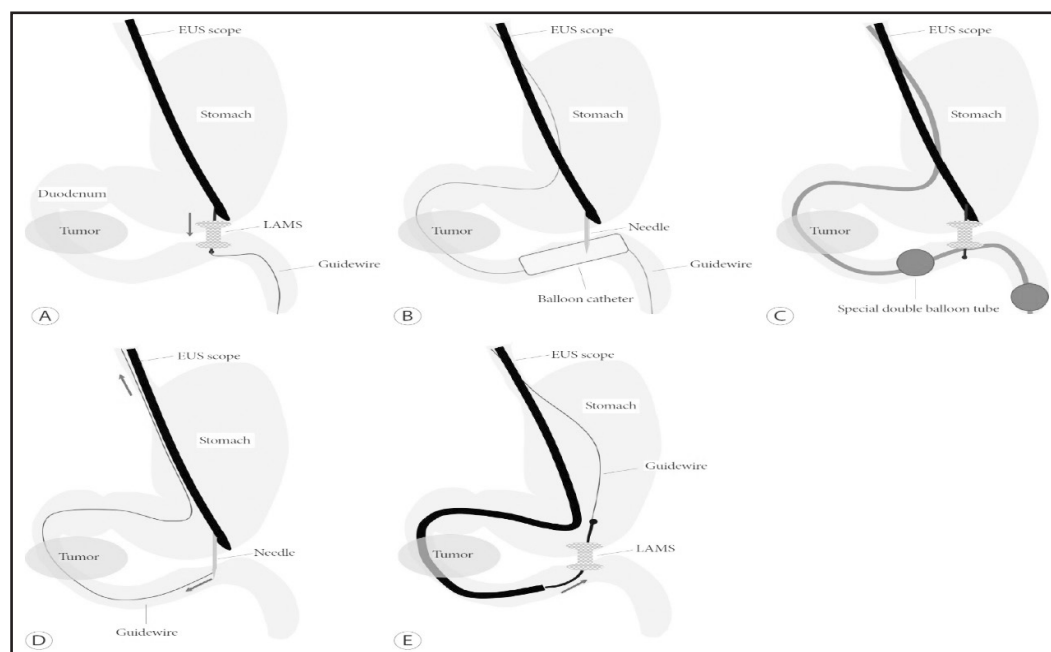 EUS scope
Stomach
Duodenum
Tumor
LAMS
Guidewire
A
EUS scope
Stomach
Tumor
Needle
Guidewire
Balloon catheter
B
EUS scope
Stomach
Tumor
Special double balloon tube
C
EUS scope
Stomach
Tumor
Needle
Guidewire
D
EUS scope
Stomach
Guidewire
Tumor
LAMS
E